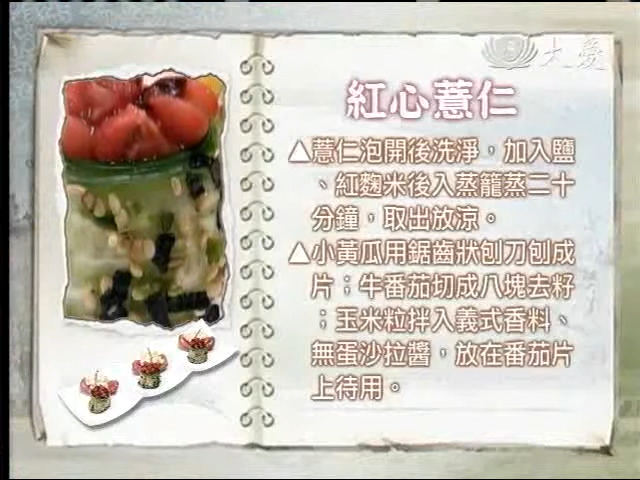 大愛
紅心薏仁
▲薏仁泡開後洗淨，加入鹽
、紅麴米後入蒸籠蒸二十
分鐘，取出放涼。
▲小黃瓜用鋸齒狀刨刀刨成
片；牛番茄切成八塊去籽
；玉米粒拌入義式香料、
無蛋沙拉醬，放在番茄片
上待用。